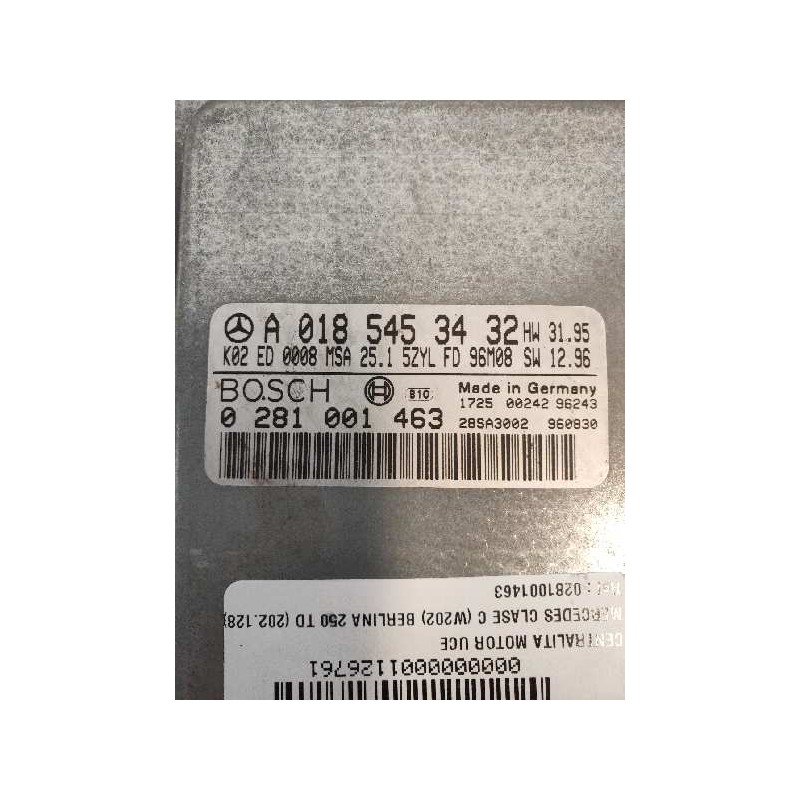 A 018 545 34 32 HW 31.95
K02 ED 0008 MSA 25.1 5ZYL FD 96M08 SW 12.96
BOSCH B10 Made in Germany
1725 00242 96243
0 281 001 463 28SA3002 960830
0000000001126761
CENTRALITA MOTOR UCE
MERCEDES CLASE C (W202) BERLINA 250 TD (202.128)
: 0281001463